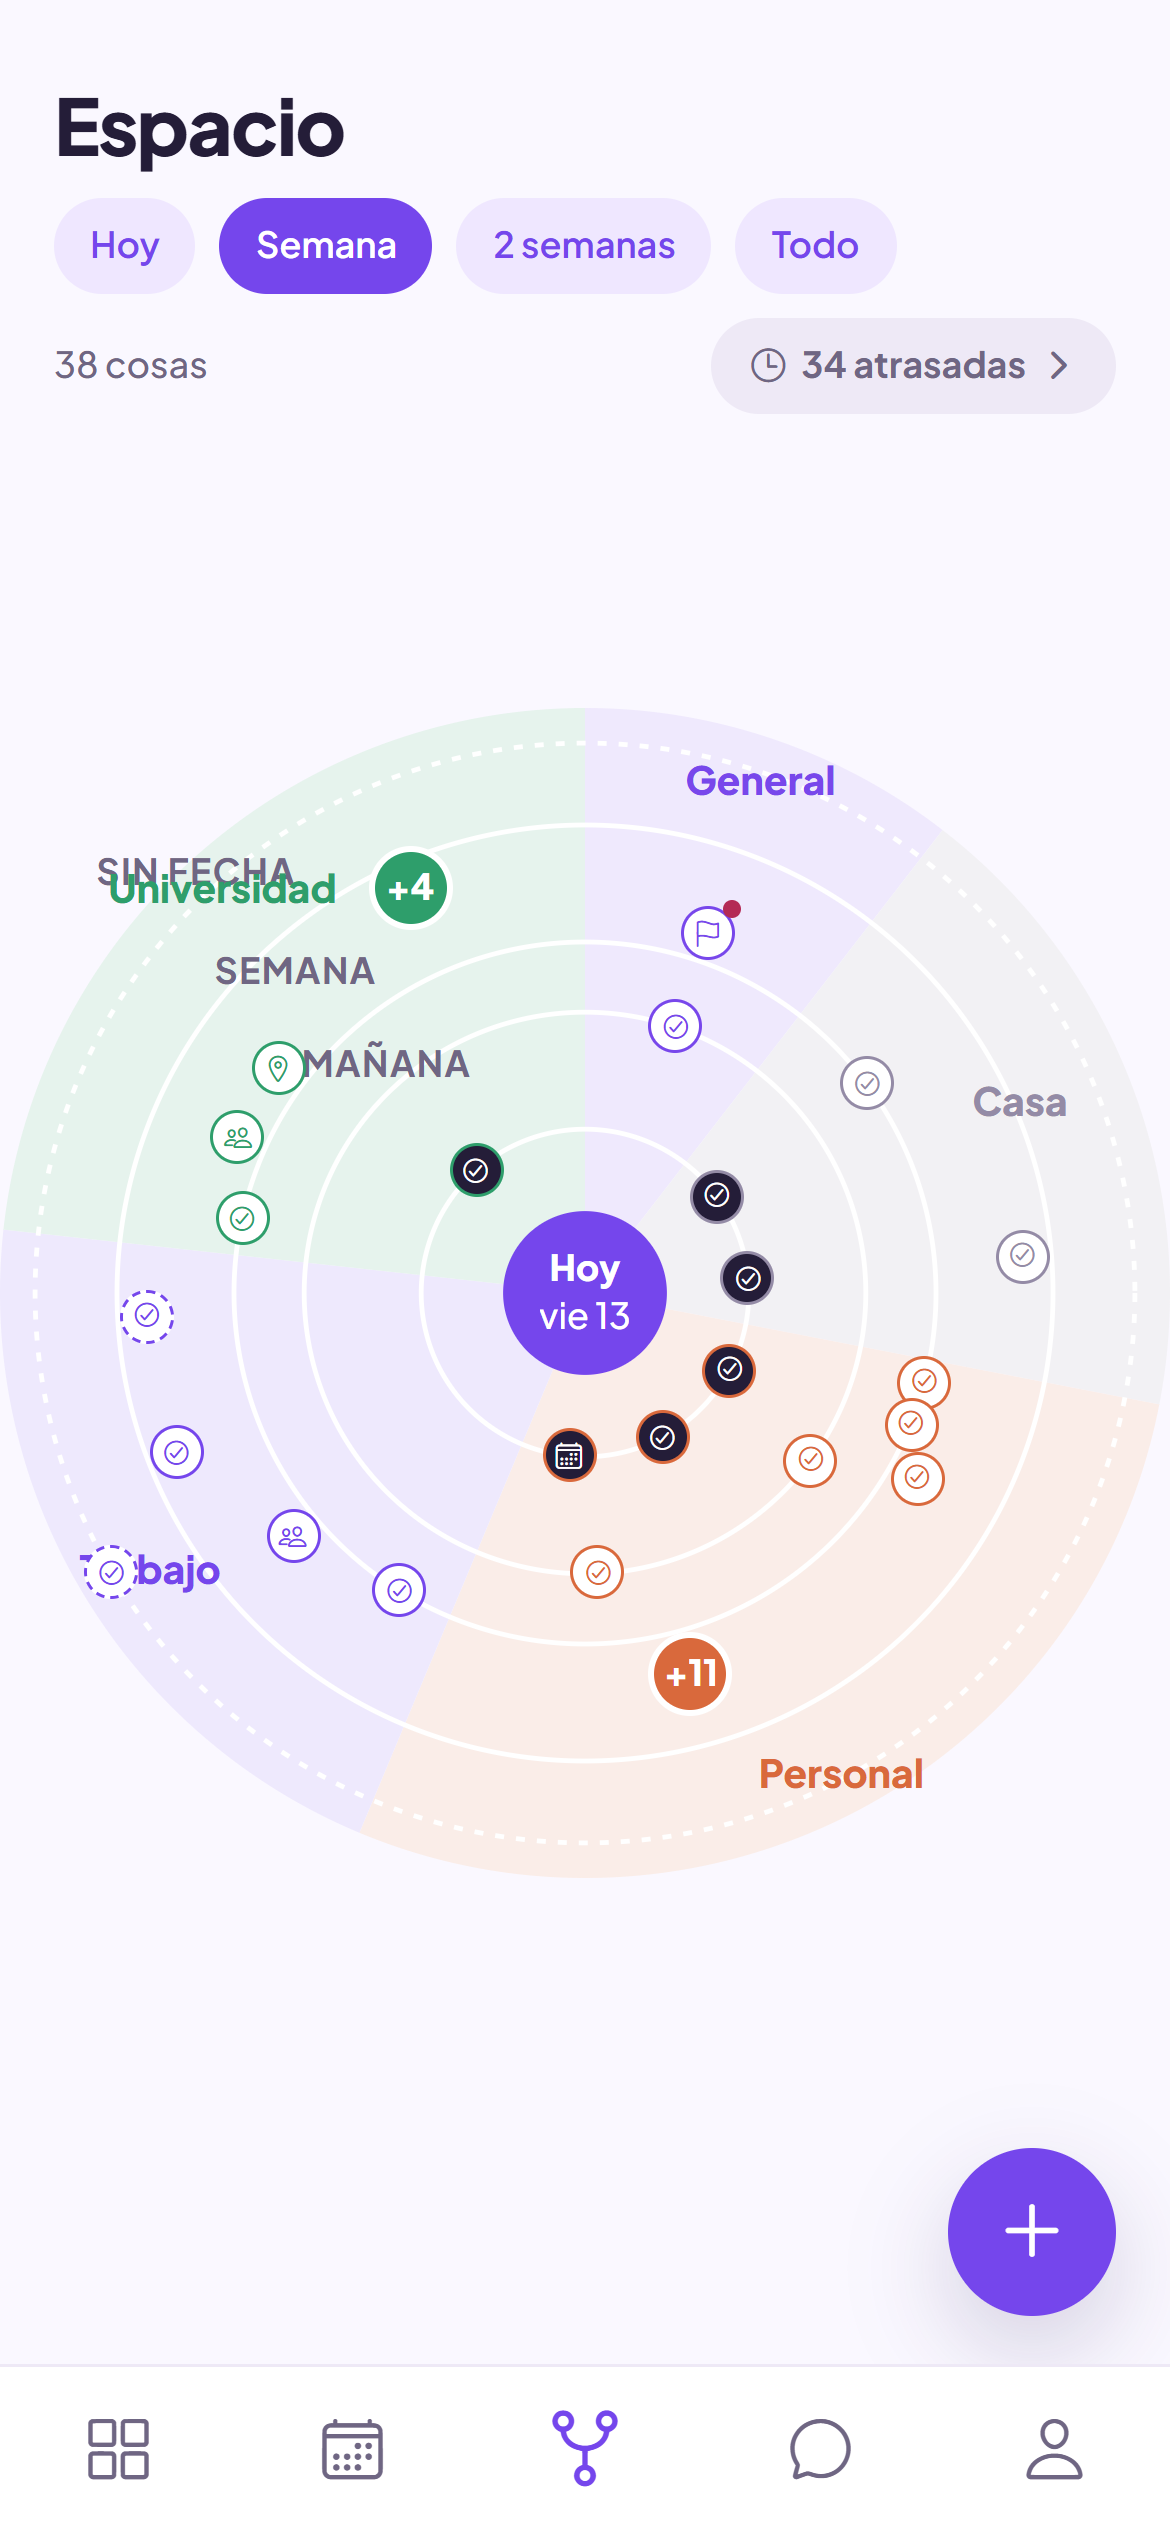 Espacio
Hoy
Semana
2 semanas
Todo
38 cosas
34 atrasadas
General
SIN FECHA
Universidad
+4
SEMANA
MAÑANA
Casa
Hoy
vie 13
+11
Personal